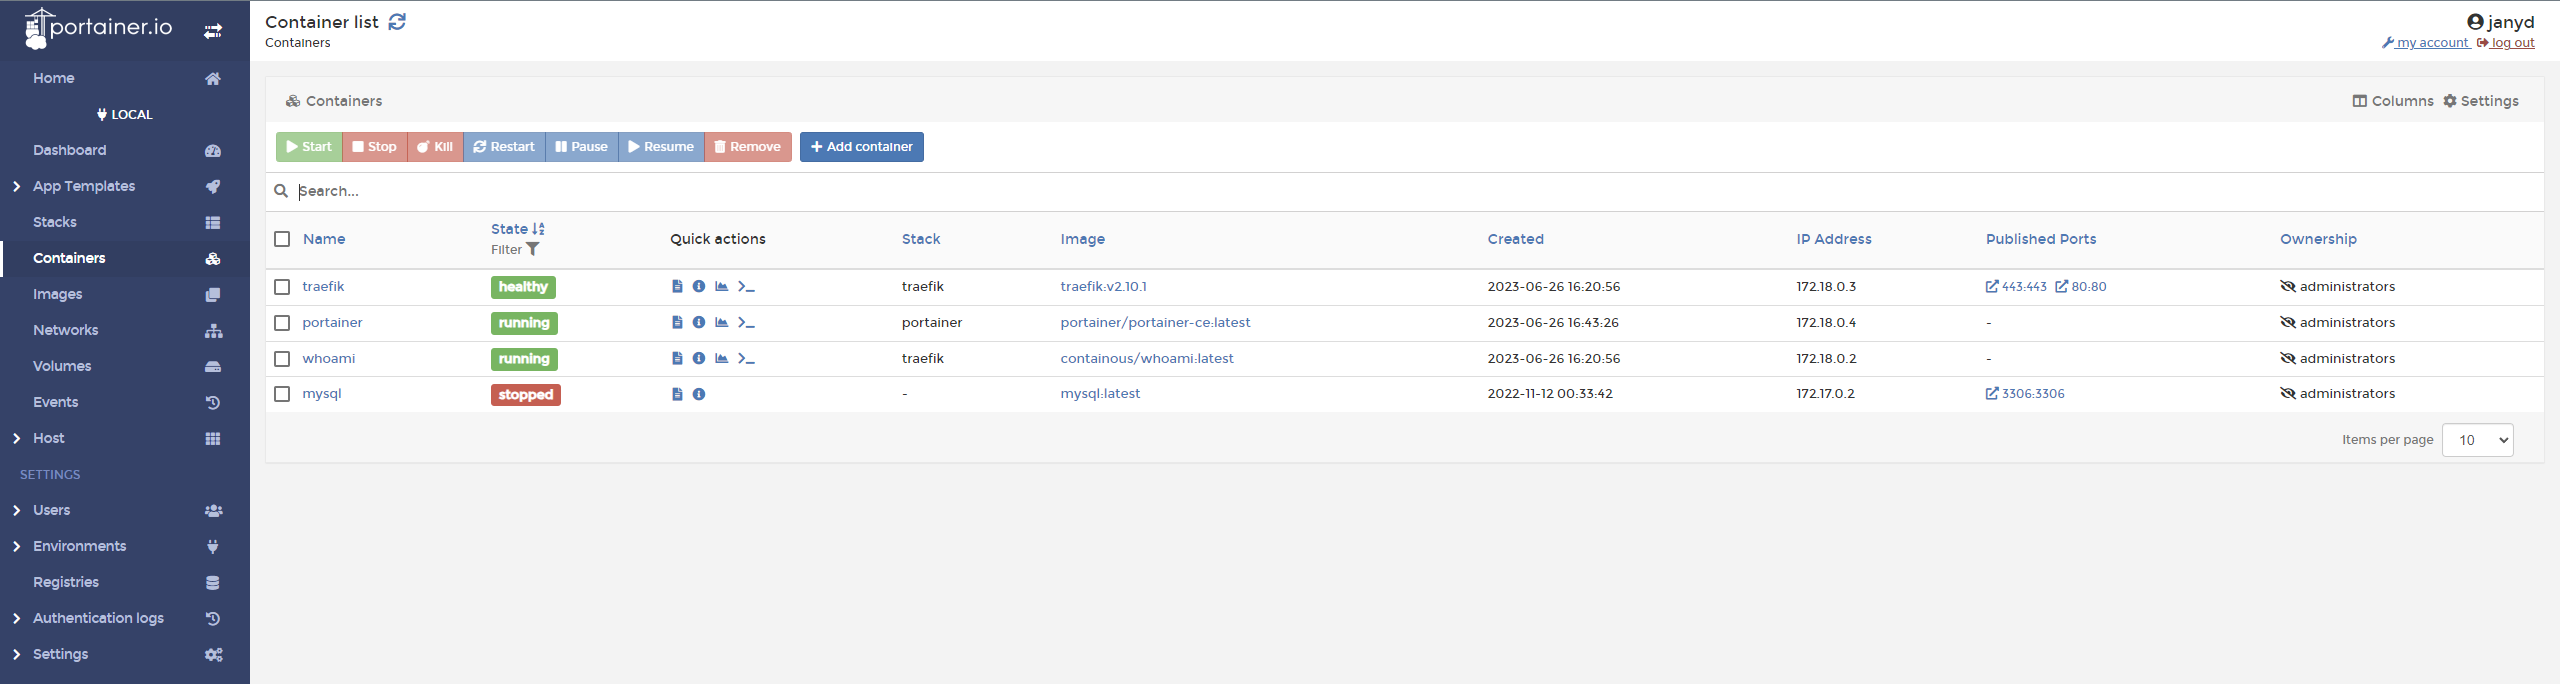 portainer.io
Home
LOCAL
Dashboard
App Templates
Stacks
Containers
Images
Networks
Volumes
Events
Host
SETTINGS
Users
Environments
Registries
Authentication logs
Settings
Container list
Containers
janyd
my account log out
Containers
Columns Settings
Start Stop Kill Restart Pause Resume Remove Add container
Search...
Name State Filter Quick actions Stack Image Created IP Address Published Ports Ownership
traefik healthy traefik traefik:v2.10.1 2023-06-26 16:20:56 172.18.0.3 443:443 80:80 administrators
portainer running portainer portainer/portainer-ce:latest 2023-06-26 16:43:26 172.18.0.4 - administrators
whoami running traefik containous/whoami:latest 2023-06-26 16:20:56 172.18.0.2 - administrators
mysql stopped - mysql:latest 2022-11-12 00:33:42 172.17.0.2 3306:3306 administrators
Items per page 10